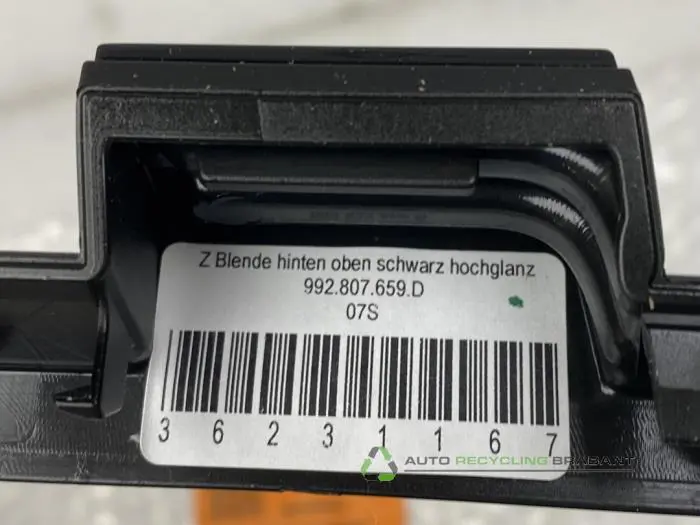 Z Blende hinten oben schwarz hochglanz
992.807.659.D
07S
3 6 2 3 1 1 6 7
AUTO RECYCLING BRABANT